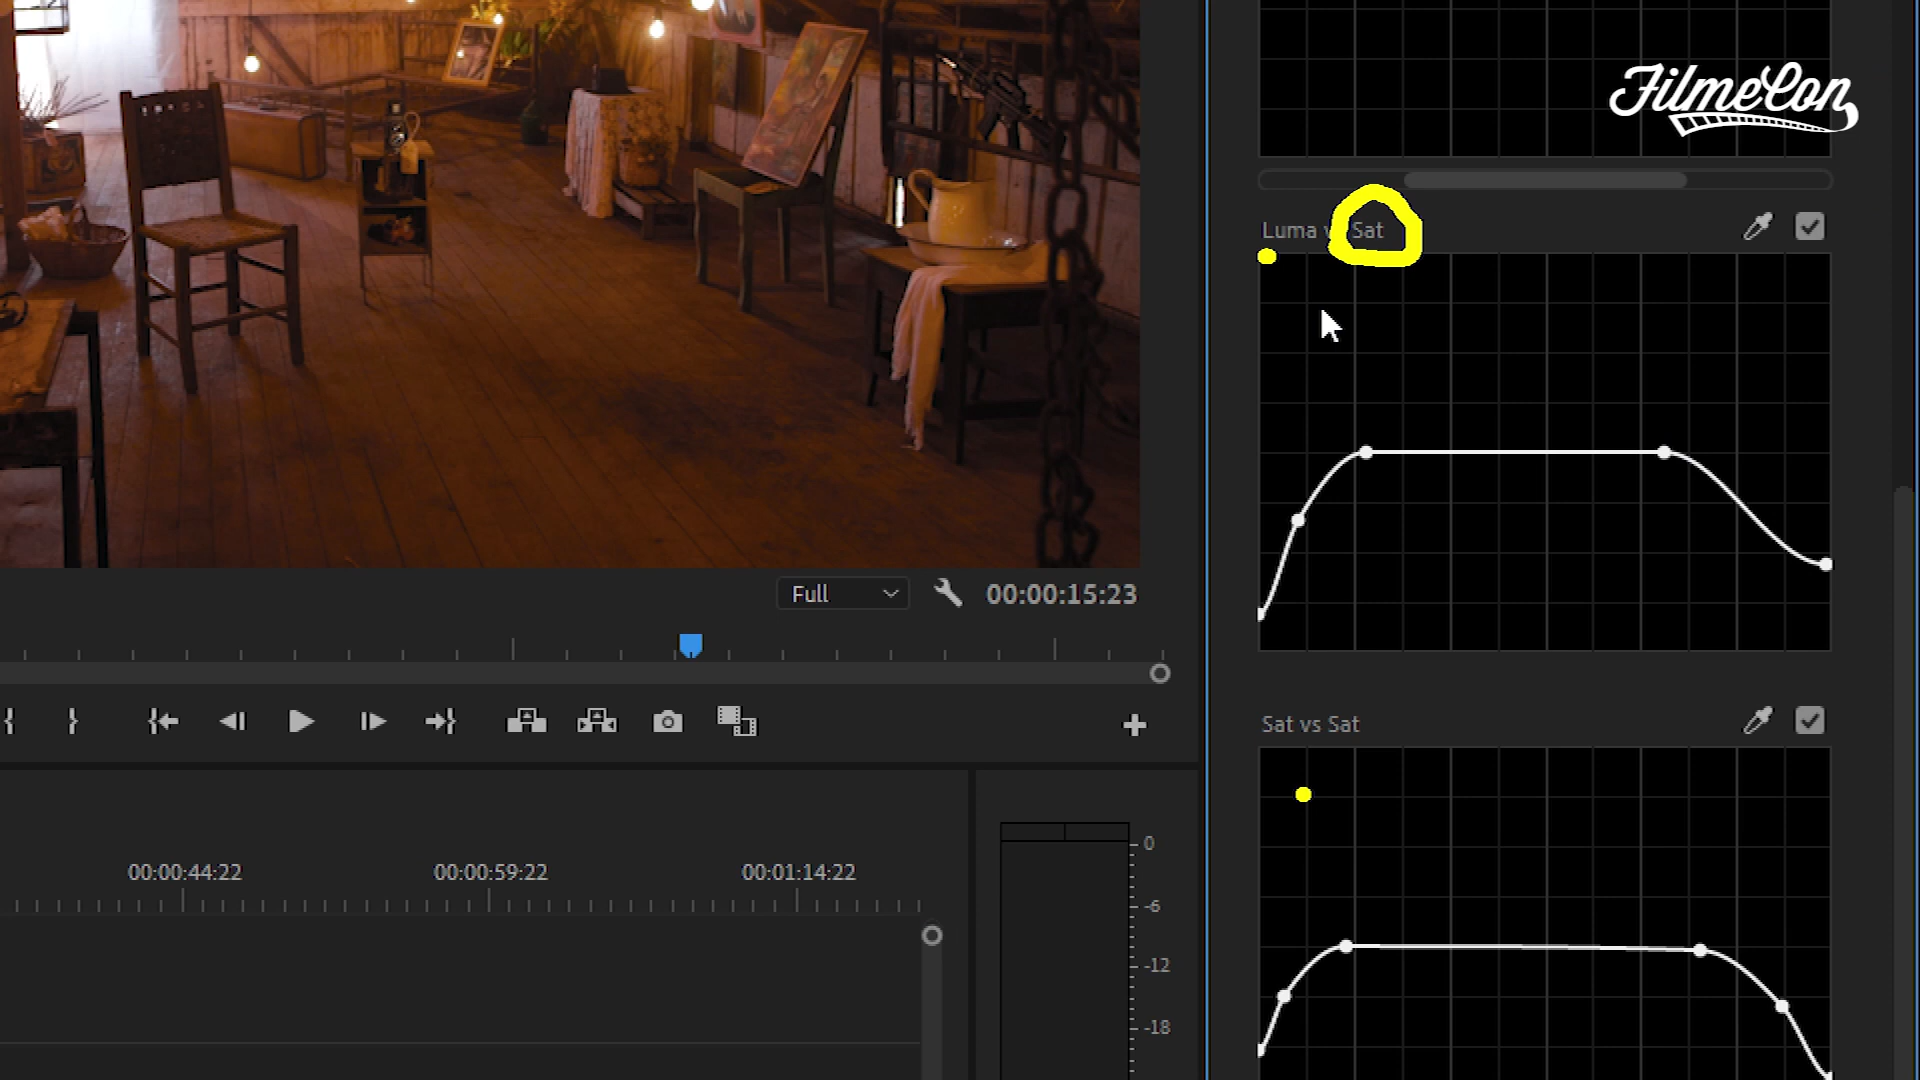 FilmeCon
Luma v Sat
Full
00:00:15:23
Sat vs Sat
00:00:44:22
00:00:59:22
00:01:14:22
0
-6
-12
-18